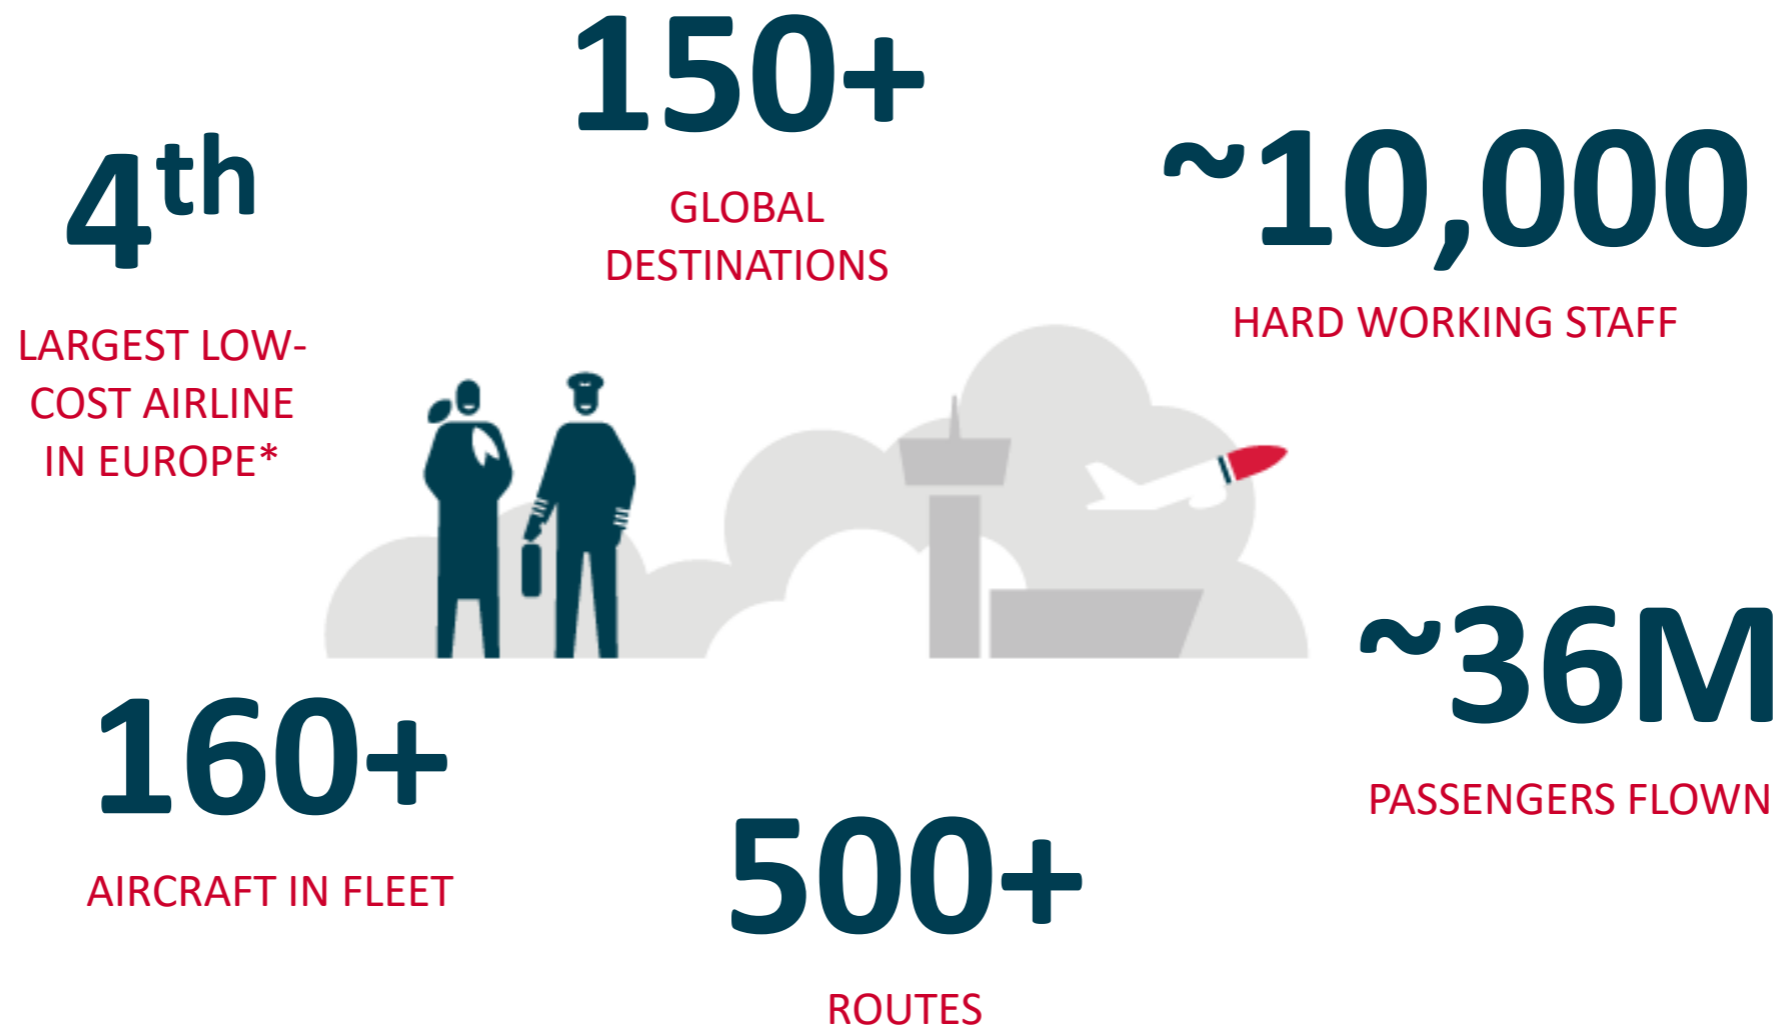 4th
LARGEST LOW-
COST AIRLINE
IN EUROPE*
150+
GLOBAL
DESTINATIONS
~10,000
HARD WORKING STAFF
160+
AIRCRAFT IN FLEET
500+
ROUTES
~36M
PASSENGERS FLOWN